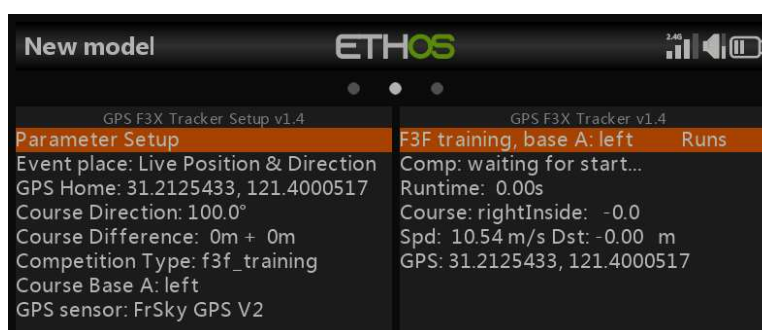 New model
ETHOS
2.4G
GPS F3X Tracker Setup v1.4
Parameter Setup
Event place: Live Position & Direction
GPS Home: 31.2125433, 121.4000517
Course Direction: 100.0°
Course Difference: 0m + 0m
Competition Type: f3f_training
Course Base A: left
GPS sensor: FrSky GPS V2
GPS F3X Tracker v1.4
F3F training, base A: left Runs
Comp: waiting for start...
Runtime: 0.00s
Course: rightInside: -0.0
Spd: 10.54 m/s Dst: -0.00 m
GPS: 31.2125433, 121.4000517